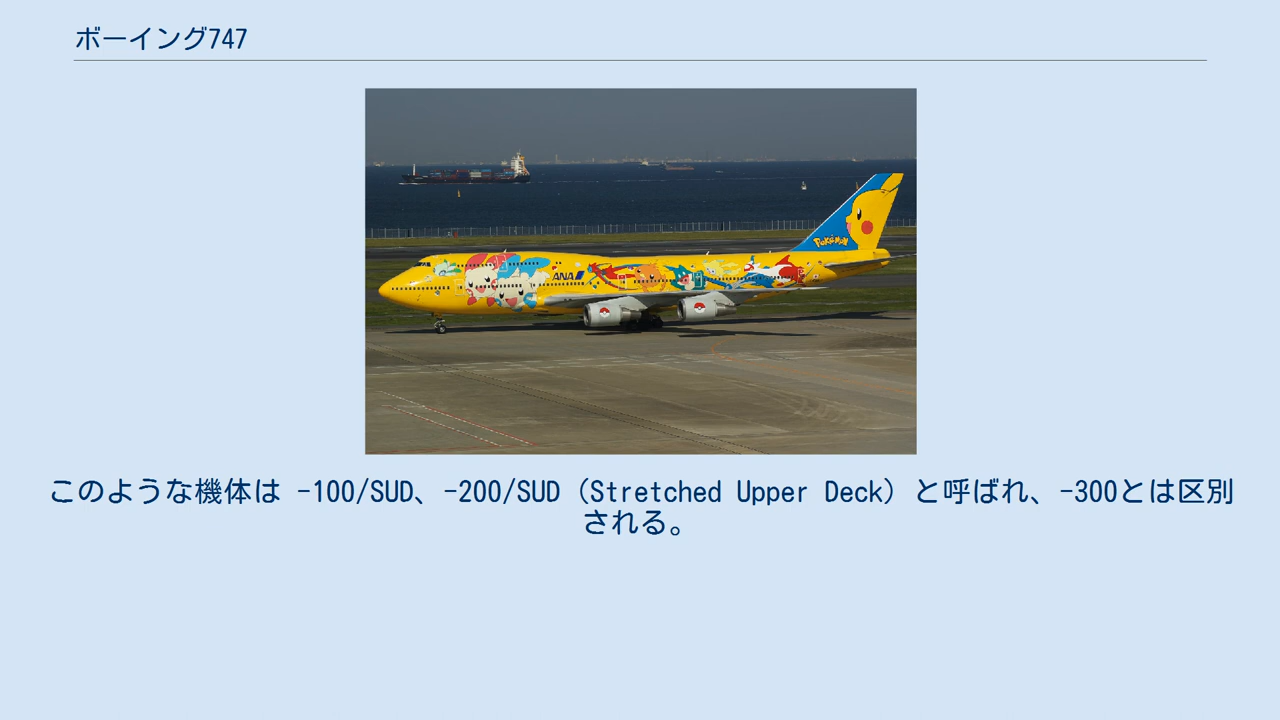 ボーイング747
Pokémon
ANA
このような機体は -100/SUD、-200/SUD（Stretched Upper Deck）と呼ばれ、-300とは区別
される。